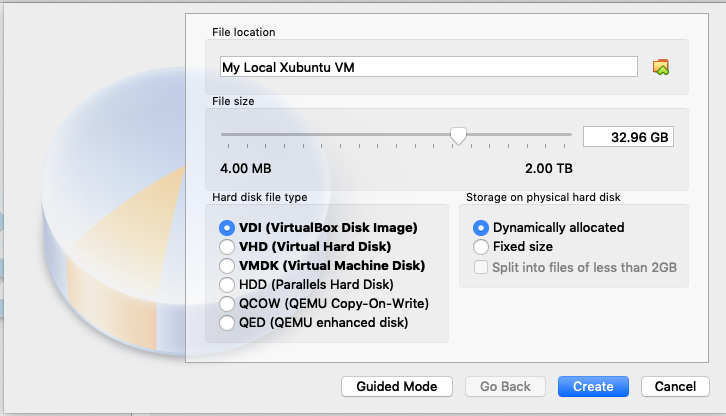 File location
My Local Xubuntu VM
File size
32.96 GB
4.00 MB 2.00 TB
Hard disk file type
VDI (VirtualBox Disk Image)
VHD (Virtual Hard Disk)
VMDK (Virtual Machine Disk)
HDD (Parallels Hard Disk)
QCOW (QEMU Copy-On-Write)
QED (QEMU enhanced disk)
Storage on physical hard disk
Dynamically allocated
Fixed size
Split into files of less than 2GB
Guided Mode Go Back Create Cancel